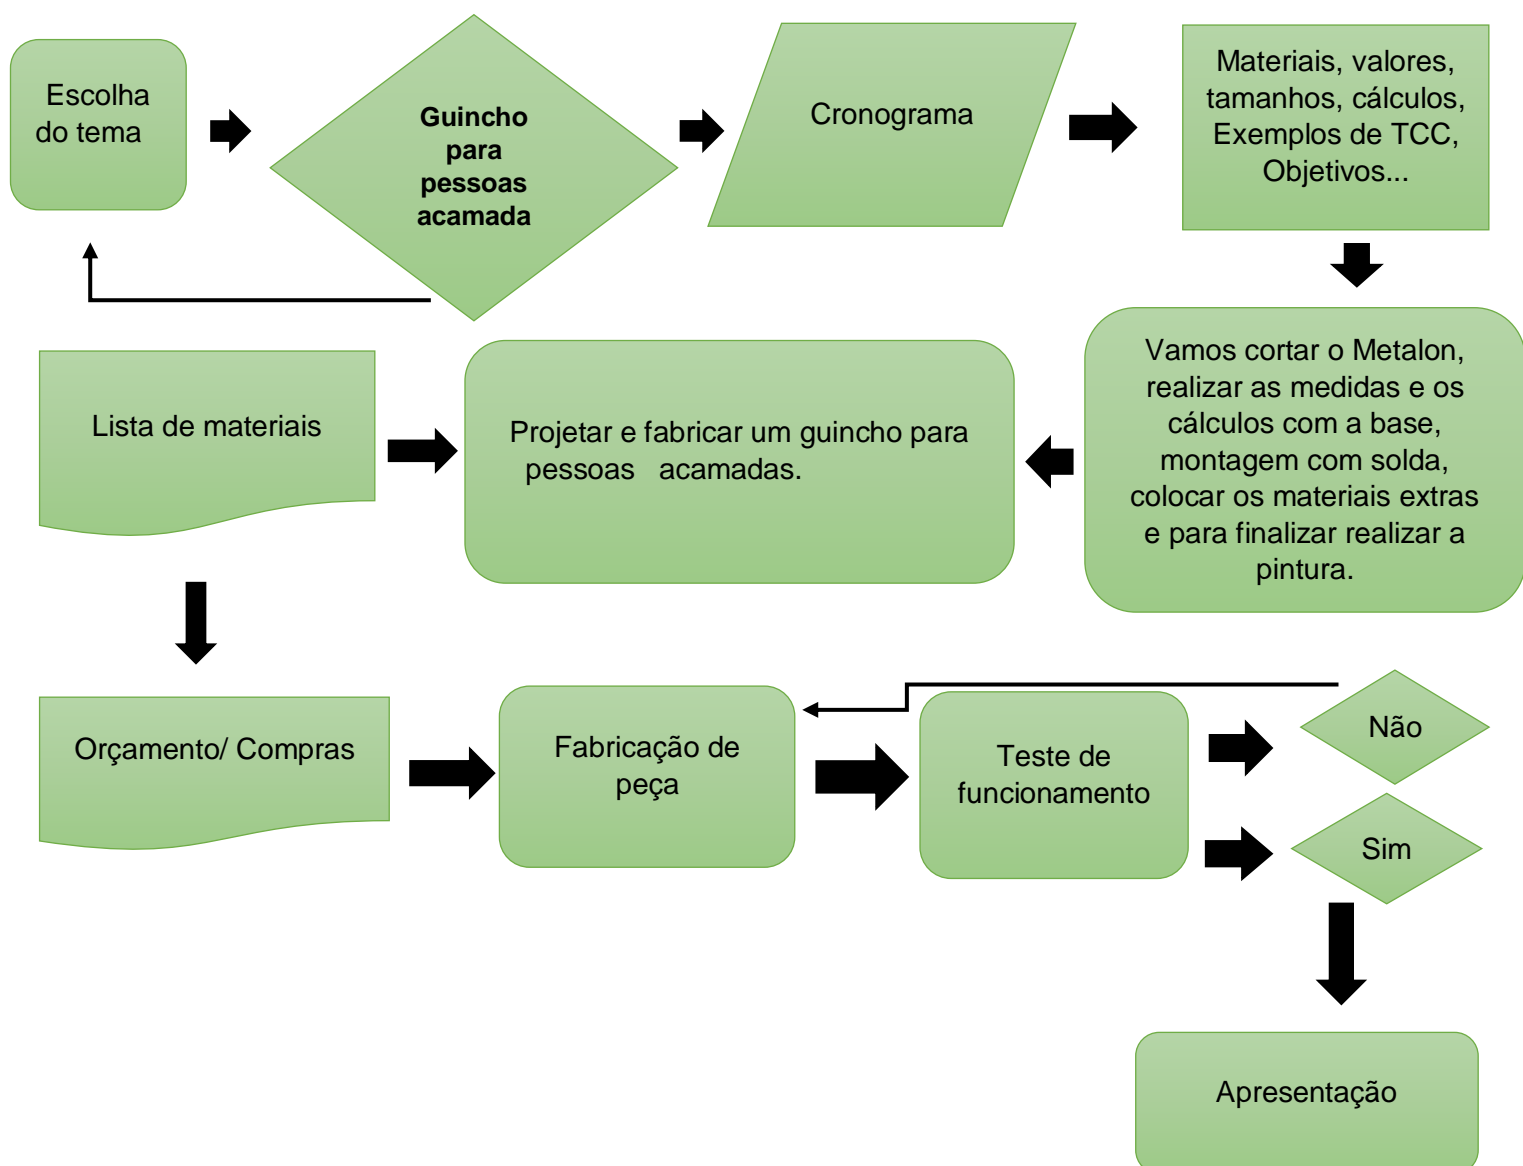 Escolha
do tema
Guincho
para
pessoas
acamada
Cronograma
Materiais, valores,
tamanhos, cálculos,
Exemplos de TCC,
Objetivos...
Vamos cortar o Metalon,
realizar as medidas e os
cálculos com a base,
montagem com solda,
colocar os materiais extras
e para finalizar realizar a
pintura.
Projetar e fabricar um guincho para
pessoas acamadas.
Lista de materiais
Orçamento/ Compras
Fabricação de
peça
Teste de
funcionamento
Não
Sim
Apresentação